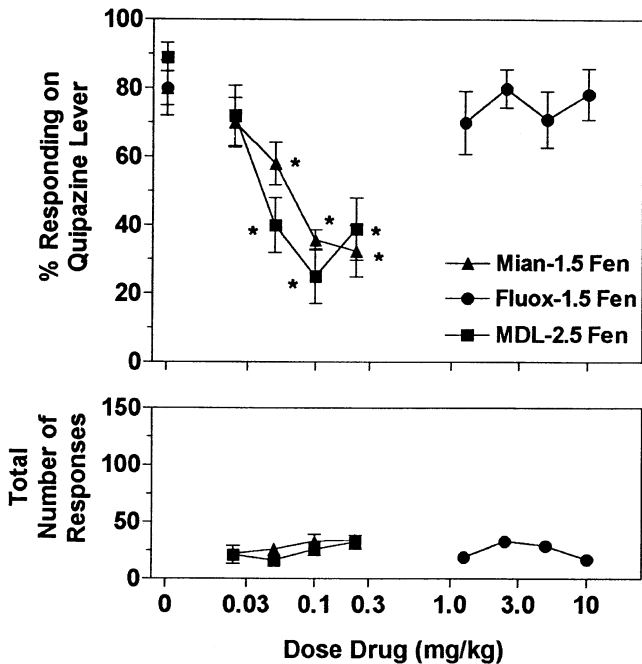 100
80
60
40
20
0
% Responding on
Quipazine Lever
*
*
*
*
*
*
Mian-1.5 Fen
Fluox-1.5 Fen
MDL-2.5 Fen
150
100
50
25
0
Total
Number of
Responses
0 0.03 0.1 0.3 1.0 3.0 10
Dose Drug (mg/kg)